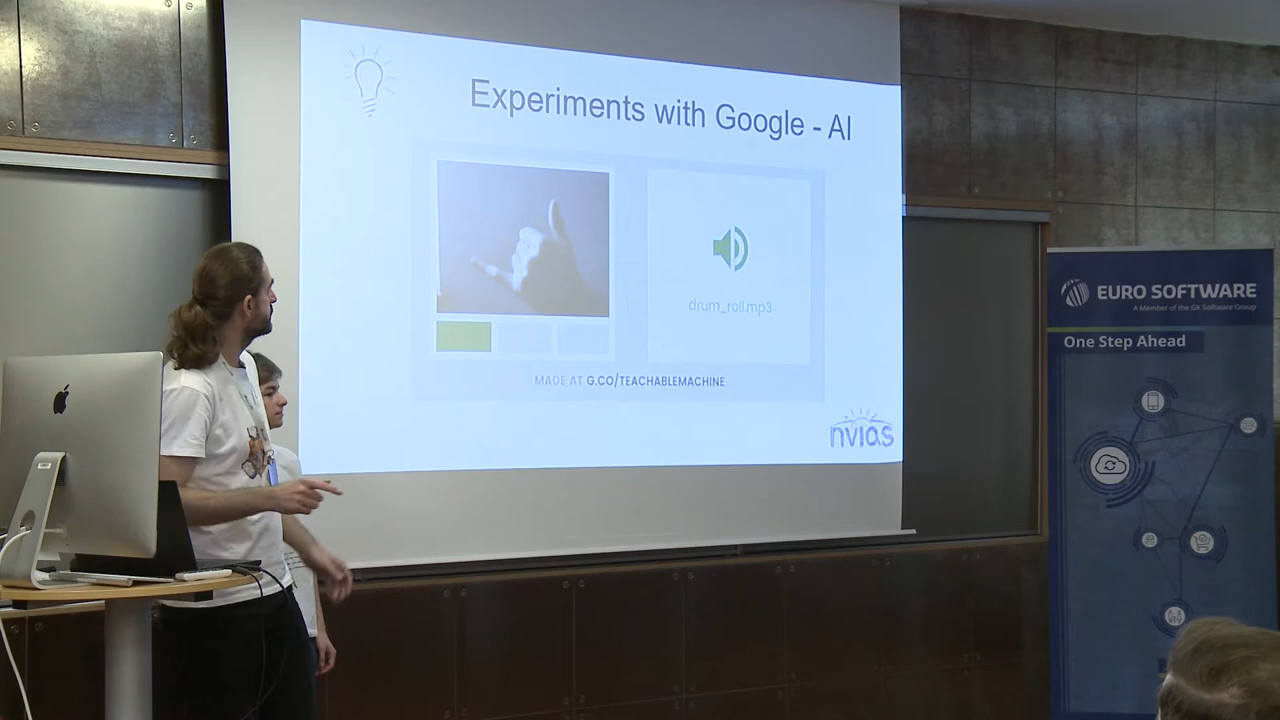 Experiments with Google - AI
drum_roll.mp3
MADE AT G.CO/TEACHABLEMACHINE
nvias
EURO SOFTWARE
A Member of the GK Software Group
One Step Ahead